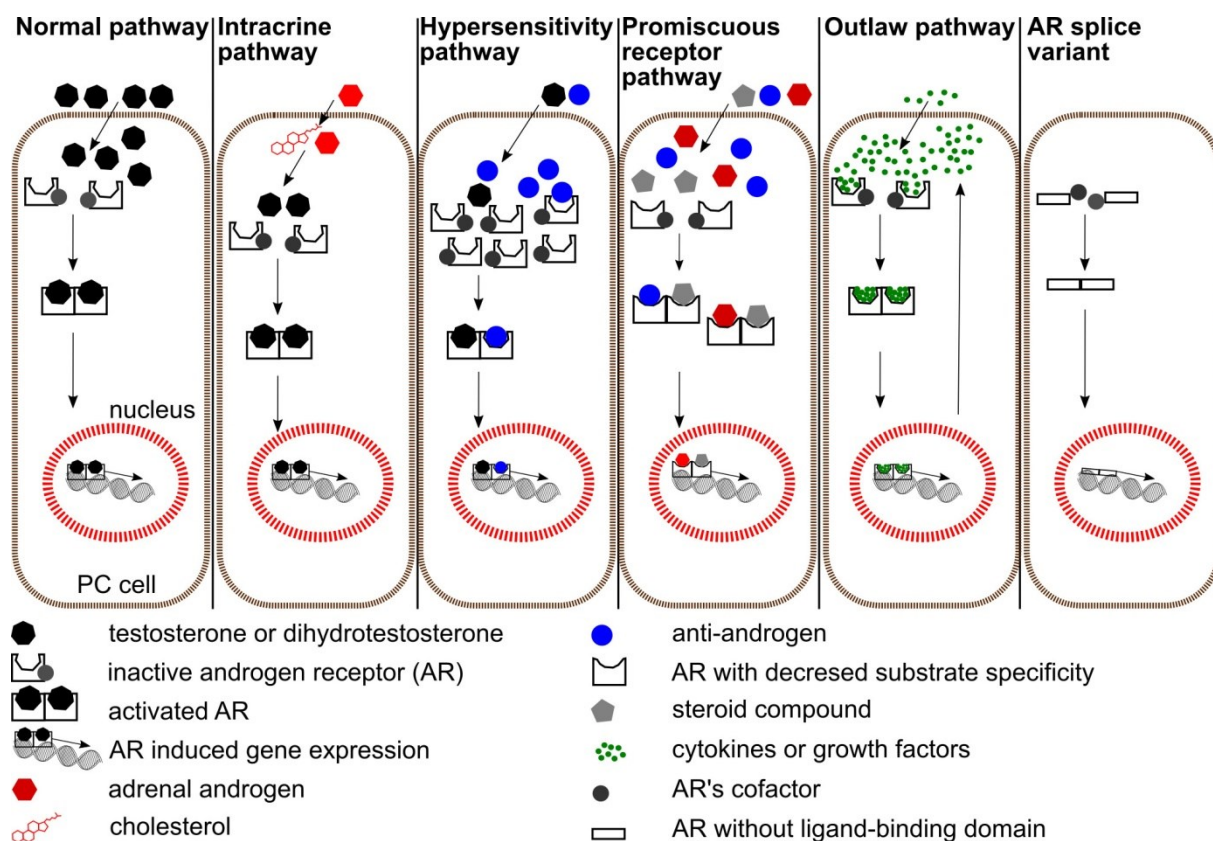 Normal pathway
Intracrine
pathway
Hypersensitivity
pathway
Promiscuous
receptor
pathway
Outlaw pathway
AR splice
variant
nucleus
PC cell
testosterone or dihydrotestosterone
inactive androgen receptor (AR)
activated AR
AR induced gene expression
adrenal androgen
cholesterol
anti-androgen
AR with decresed substrate specificity
steroid compound
cytokines or growth factors
AR's cofactor
AR without ligand-binding domain